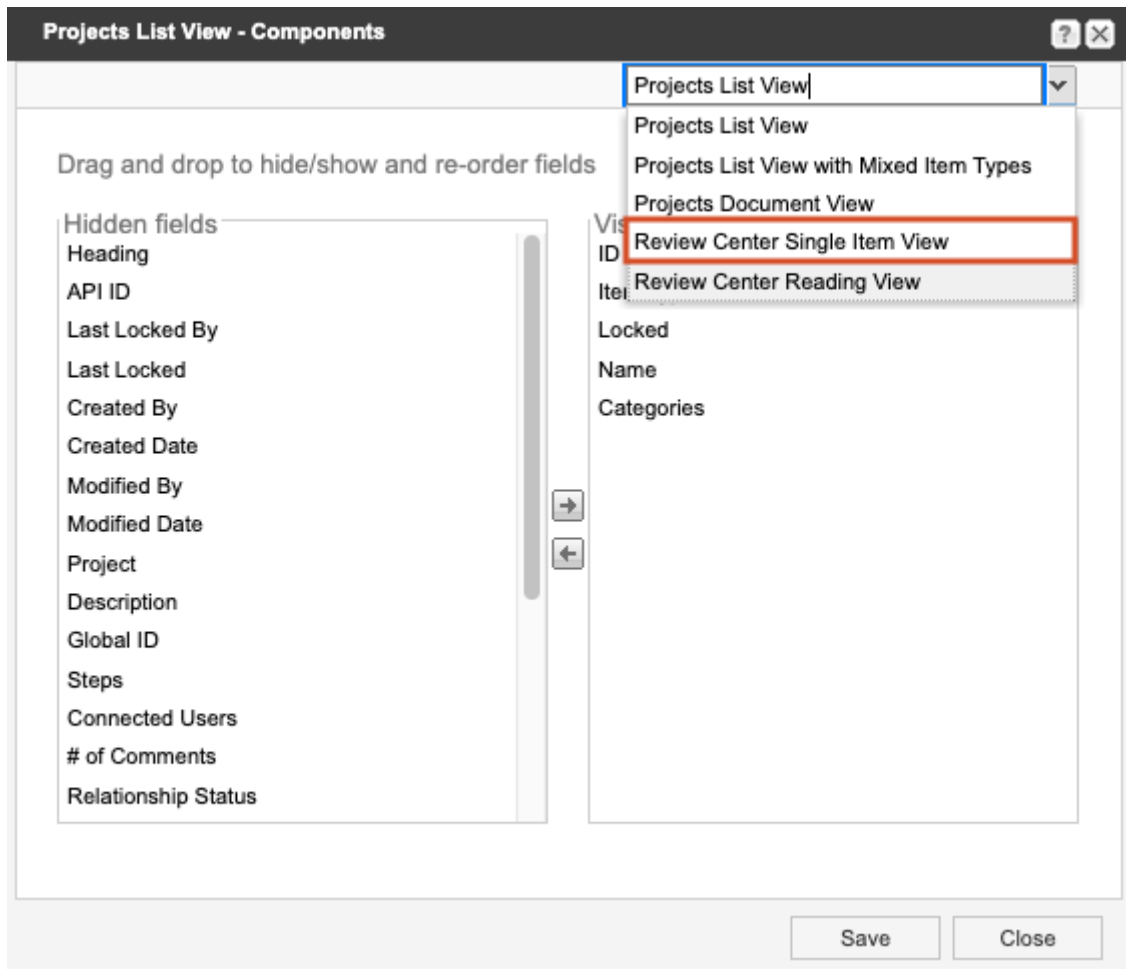 Projects List View - Components
Projects List View
Projects List View
Projects List View with Mixed Item Types
Projects Document View
Review Center Single Item View
Review Center Reading View
Drag and drop to hide/show and re-order fields
Hidden fields
Heading
API ID
Last Locked By
Last Locked
Created By
Created Date
Modified By
Modified Date
Project
Description
Global ID
Steps
Connected Users
# of Comments
Relationship Status
Vis
ID
Locked
Name
Categories
Save
Close